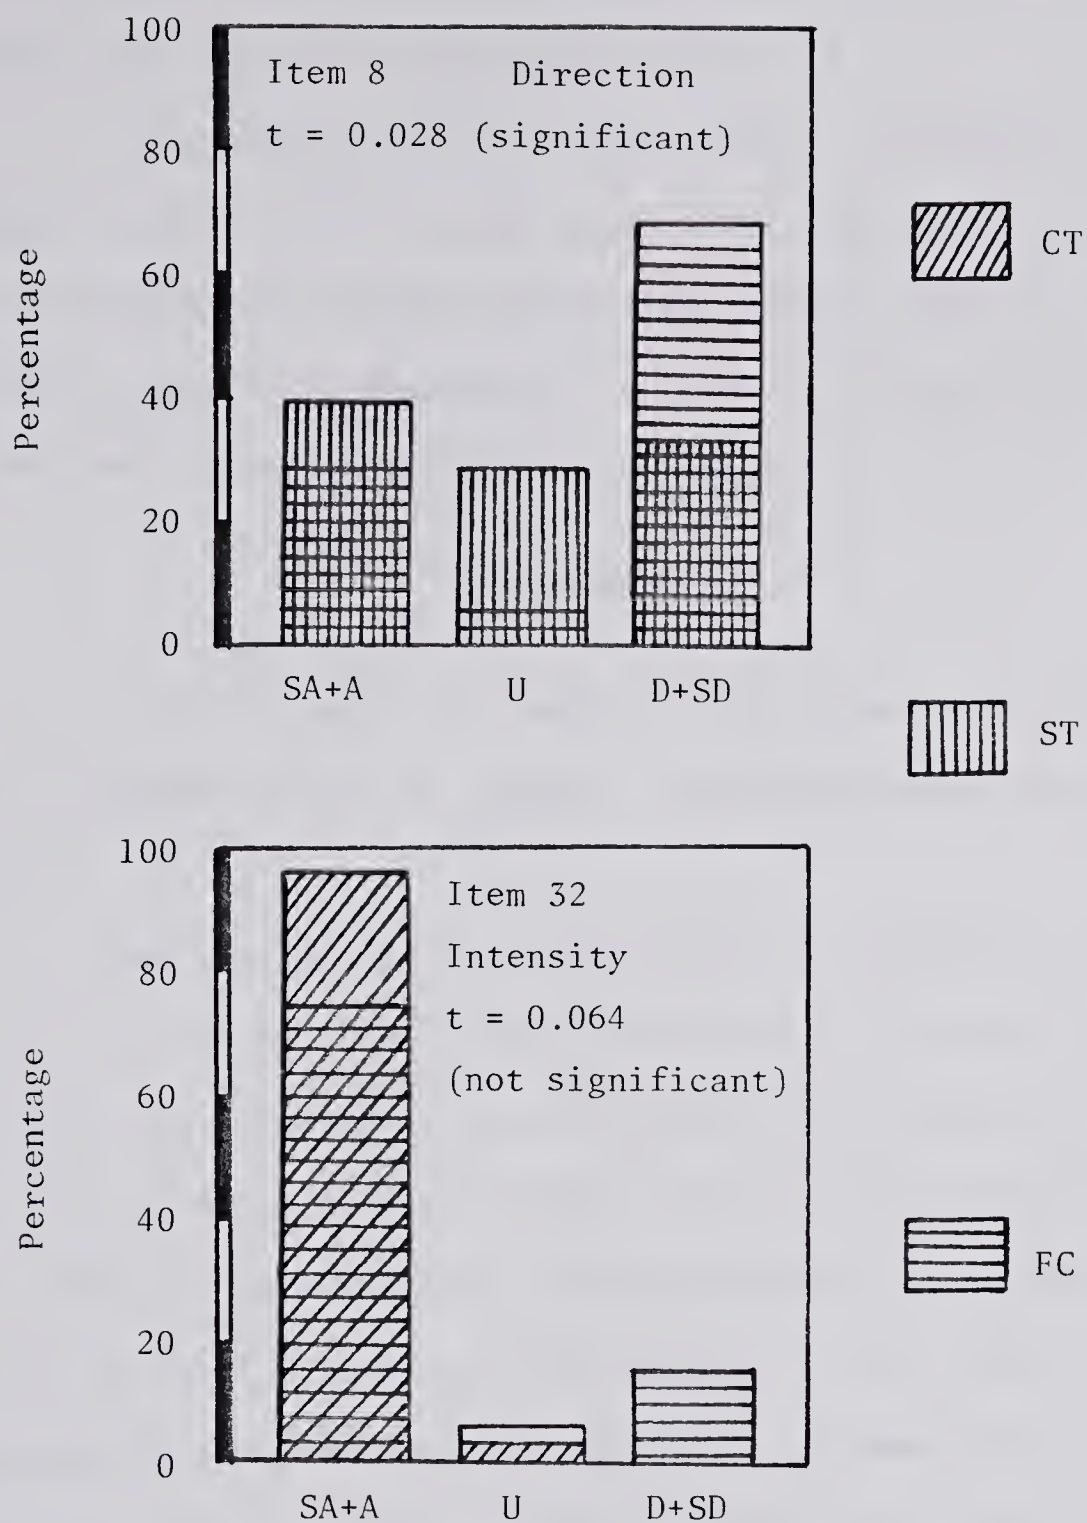 100
Item 8 Direction
t = 0.028 (significant)
80
60
40
20
0
Percentage
SA+A U D+SD
CT
ST
FC
100
Item 32
Intensity
t = 0.064
(not significant)
80
60
40
20
0
Percentage
SA+A U D+SD